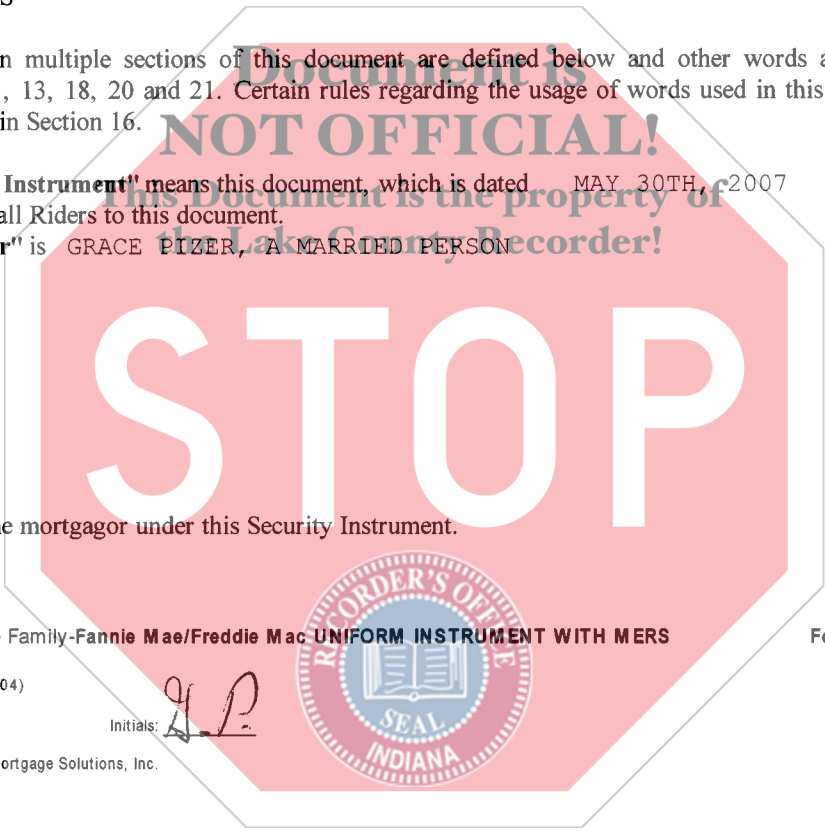 S
n multiple sections of this document are defined below and other words a
Document is
, 13, 18, 20 and 21. Certain rules regarding the usage of words used in this
in Section 16.
NOT OFFICIAL!
Instrument" means this document, which is dated MAY 30TH, 2007
This Document is the property of
all Riders to this document.
r" is GRACE PIZER, A MARRIED PERSON
the Lake County Recorder!
STOP
e mortgagor under this Security Instrument.
RECORDER'S OFFICE
Family-Fannie Mae/Freddie Mac UNIFORM INSTRUMENT WITH MERS Fo
04)
SEAL
Initials: G. P.
INDIANA
ortgage Solutions, Inc.